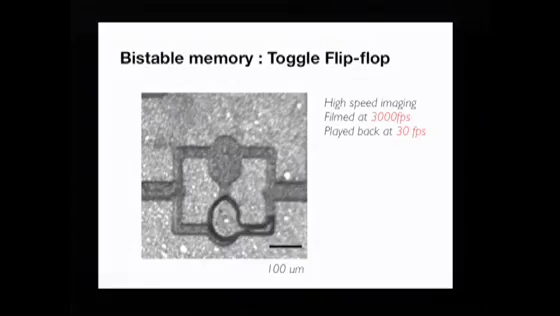 Bistable memory : Toggle Flip-flop
High speed imaging
Filmed at 3000fps
Played back at 30 fps
100 um